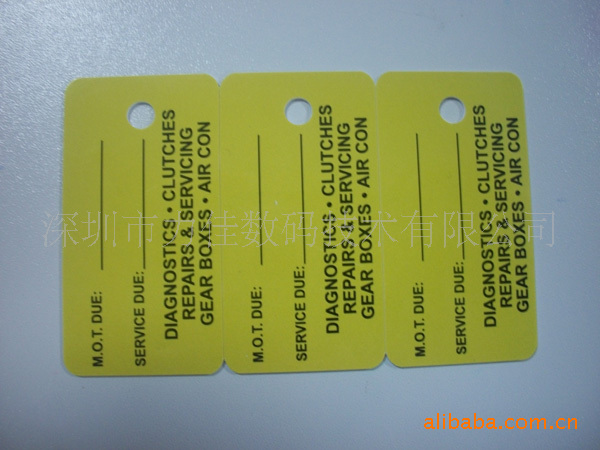 M.O.T. DUE:
SERVICE DUE:
DIAGNOSTICS • CLUTCHES
REPAIRS & SERVICING
GEAR BOXES • AIR CON
M.O.T. DUE:
SERVICE DUE:
DIAGNOSTICS • CLUTCHES
REPAIRS & SERVICING
GEAR BOXES • AIR CON
M.O.T. DUE:
SERVICE DUE:
DIAGNOSTICS • CLUTCHES
REPAIRS & SERVICING
GEAR BOXES • AIR CON
深圳市 佳数码技术有限公司
alibaba.com.cn